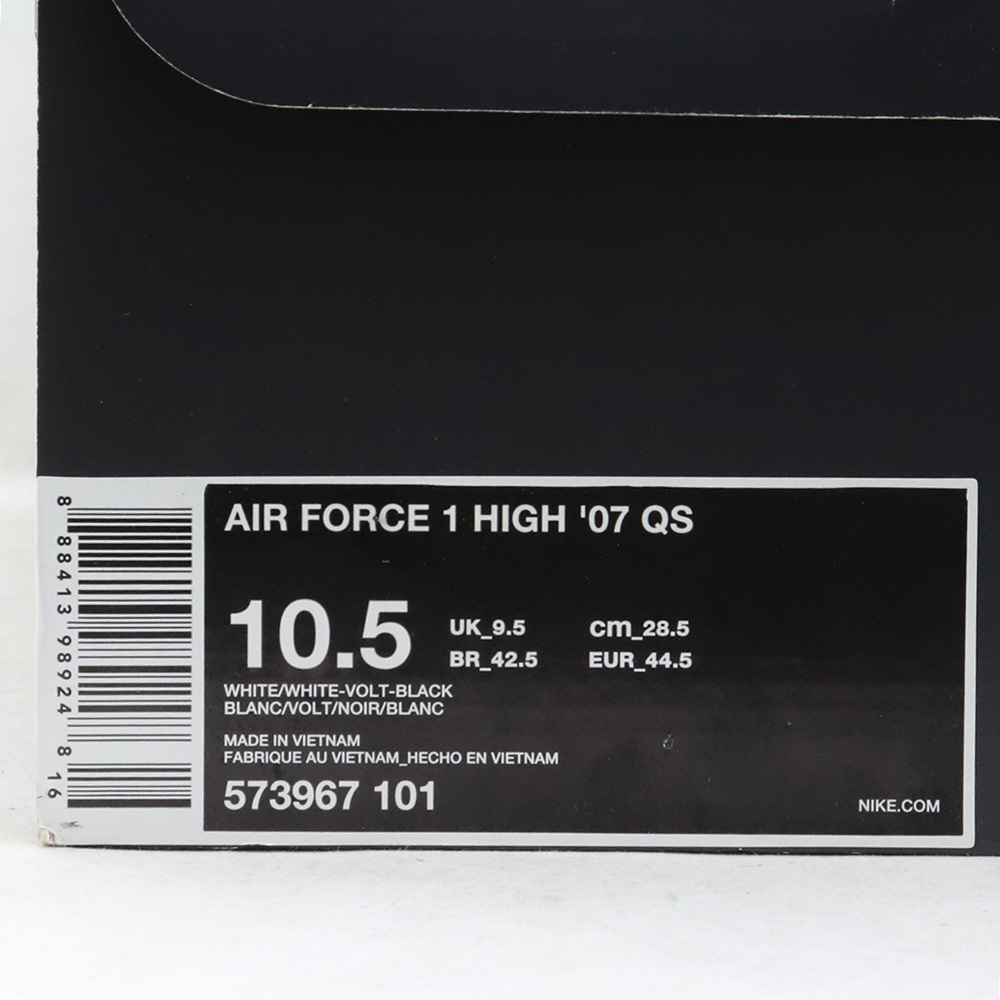 AIR FORCE 1 HIGH '07 QS
10.5
UK_9.5 cm_28.5
BR_42.5 EUR_44.5
WHITE/WHITE-VOLT-BLACK
BLANC/VOLT/NOIR/BLANC
MADE IN VIETNAM
FABRIQUE AU VIETNAM_HECHO EN VIETNAM
573967 101
NIKE.COM
8 88413 98924 8 16